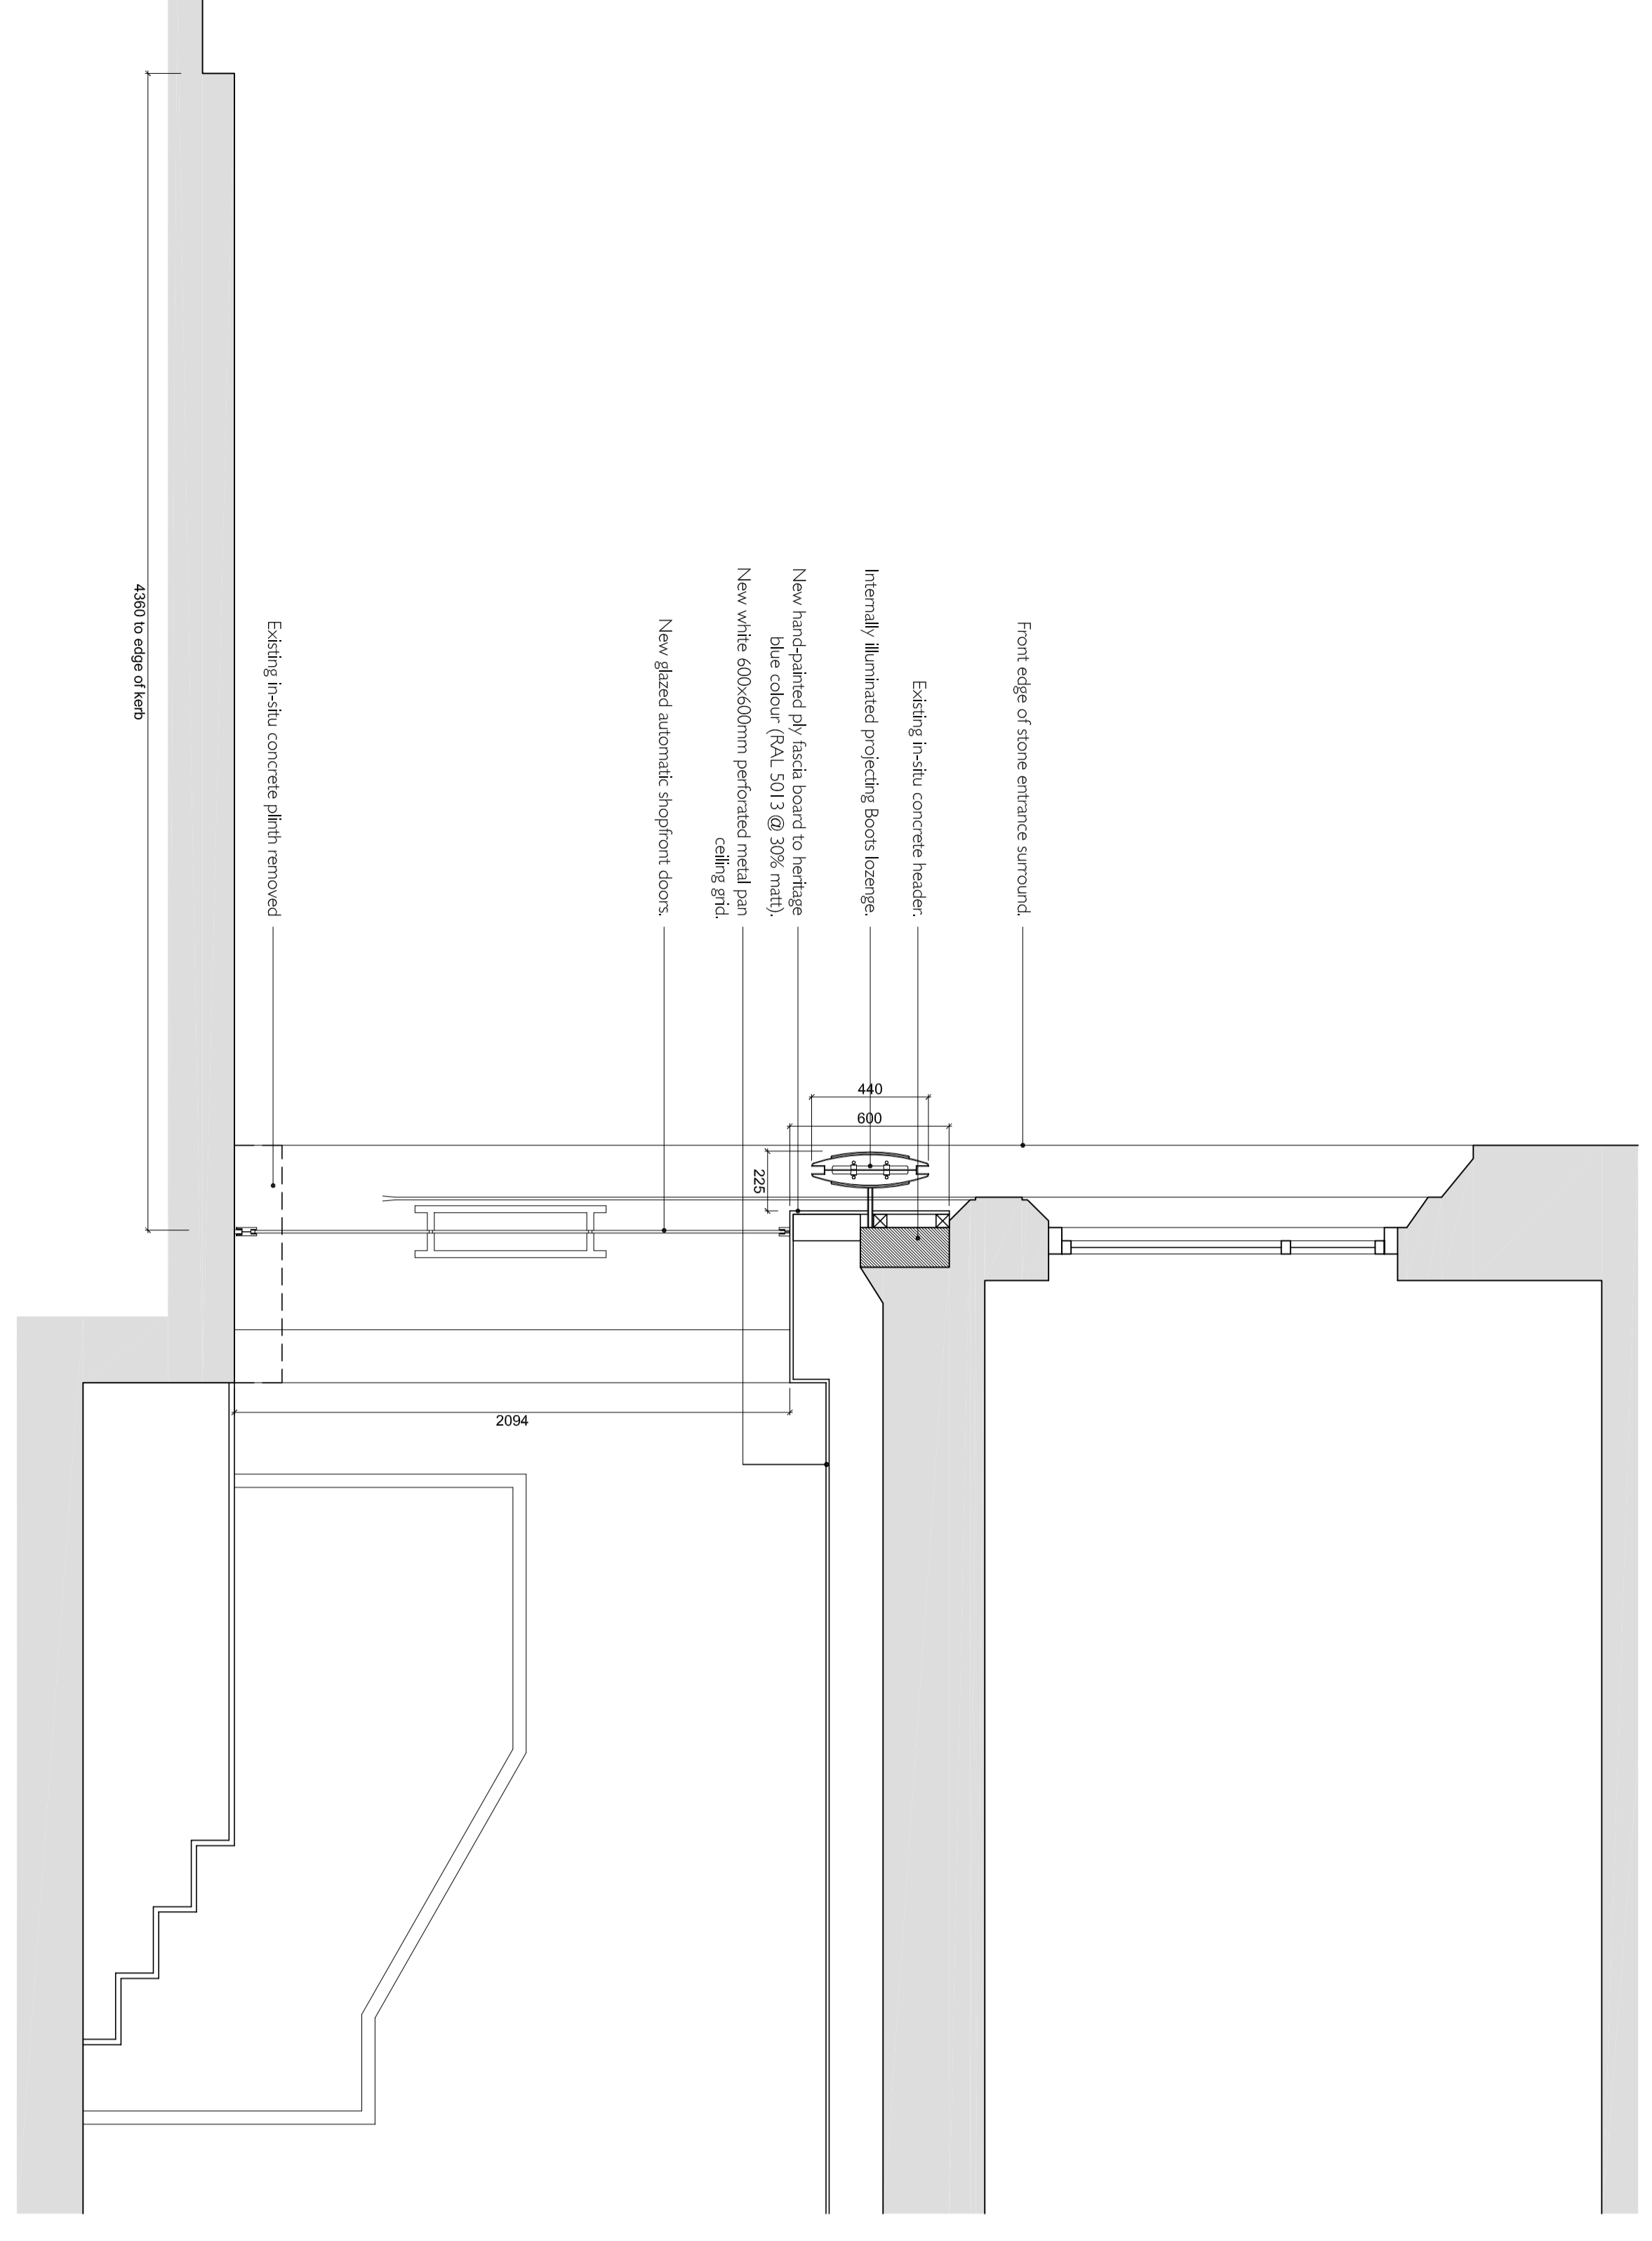 Front edge of stone entrance surround.
Existing in-situ concrete header.
Internally illuminated projecting Boots lozenge.
New hand-painted ply fascia board to heritage
blue colour (RAL 5013 @ 30% matt).
New white 600x600mm perforated metal pan
ceiling grid.
New glazed automatic shopfront doors.
Existing in-situ concrete plinth removed
4360 to edge of kerb
440
600
225
2094